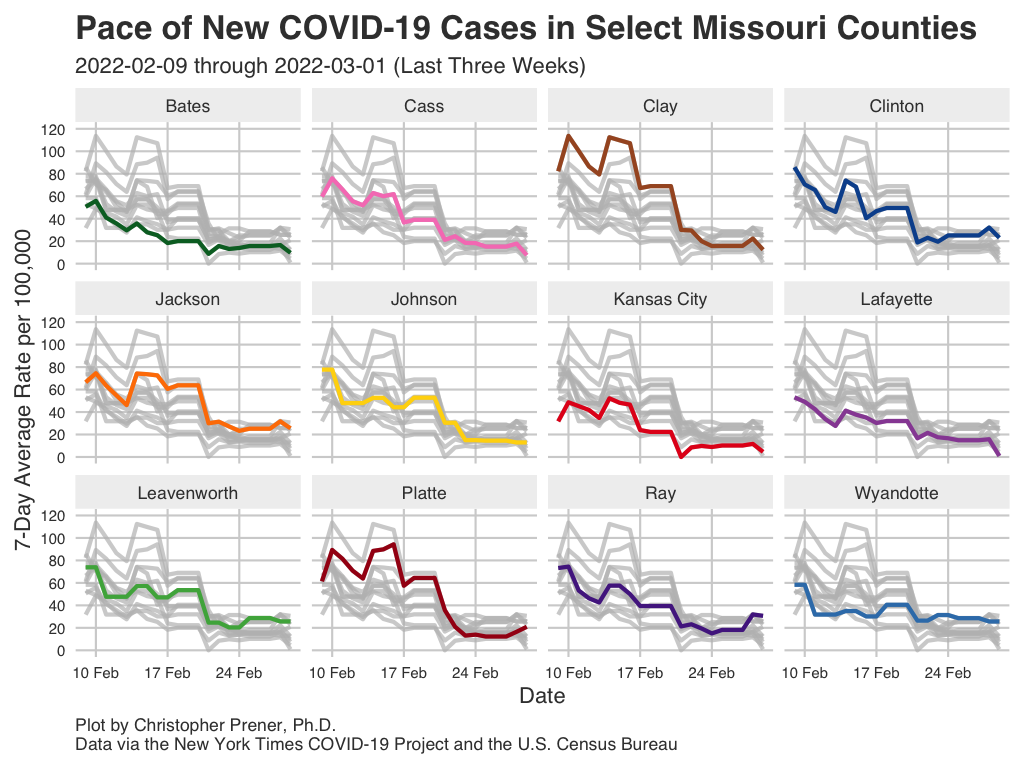 Pace of New COVID-19 Cases in Select Missouri Counties
2022-02-09 through 2022-03-01 (Last Three Weeks)
7-Day Average Rate per 100,000
Bates Cass Clay Clinton
120
100
80
60
40
20
0
Jackson Johnson Kansas City Lafayette
120
100
80
60
40
20
0
Leavenworth Platte Ray Wyandotte
120
100
80
60
40
20
0
10 Feb 17 Feb 24 Feb 10 Feb 17 Feb 24 Feb 10 Feb 17 Feb 24 Feb 10 Feb 17 Feb 24 Feb
Date
Plot by Christopher Prener, Ph.D.
Data via the New York Times COVID-19 Project and the U.S. Census Bureau